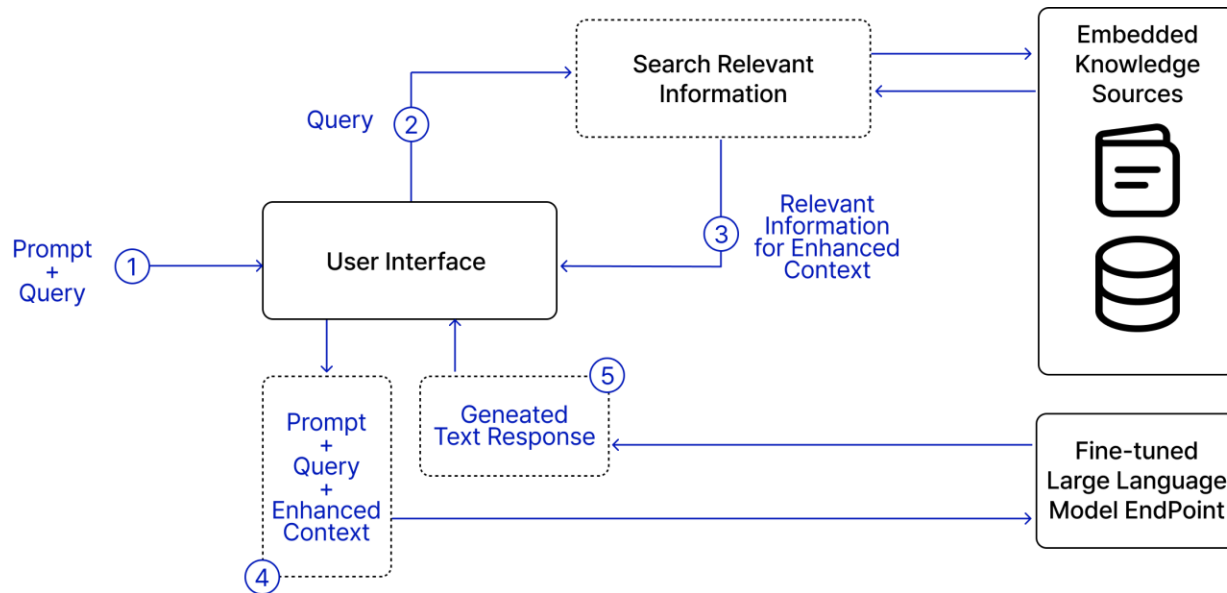 Search Relevant
Information
Embedded
Knowledge
Sources
Query
2
Prompt
+
Query
1
User Interface
3
Relevant
Information
for Enhanced
Context
Prompt
+
Query
+
Enhanced
Context
4
5
Geneated
Text Response
Fine-tuned
Large Language
Model EndPoint